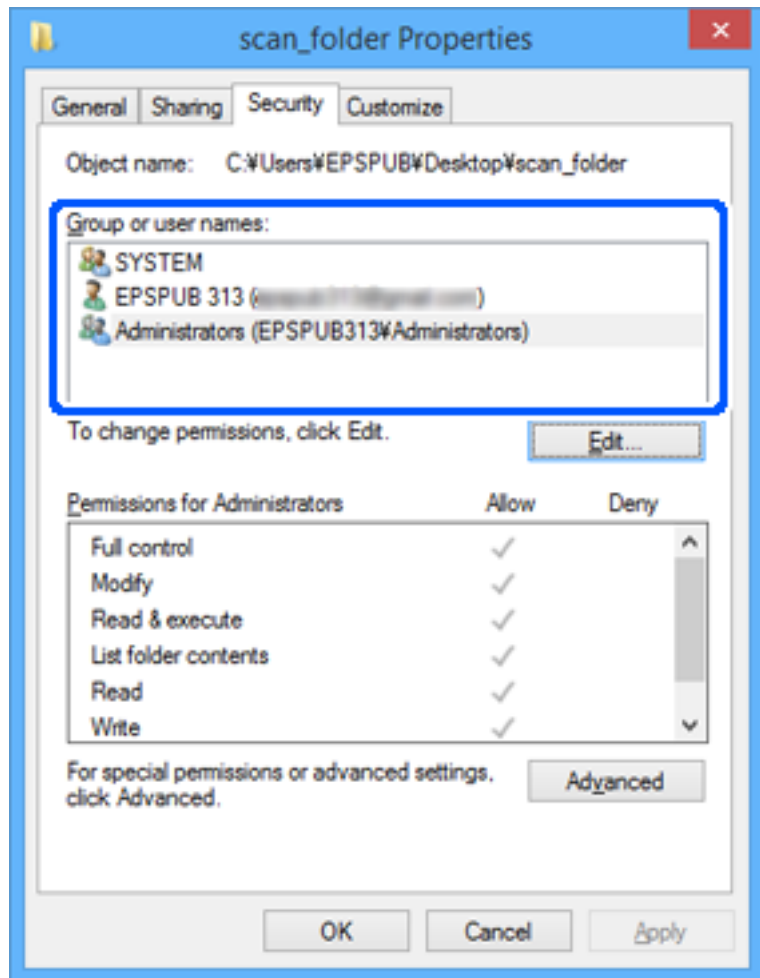 scan_folder Properties
General Sharing Security Customize
Object name: C:¥Users¥EPSPUB¥Desktop¥scan_folder
Group or user names:
SYSTEM
EPSPUB 313 ( )
Administrators (EPSPUB313¥Administrators)
To change permissions, click Edit.
Edit...
Permissions for Administrators Allow Deny
Full control
Modify
Read & execute
List folder contents
Read
Write
For special permissions or advanced settings, click Advanced.
Advanced
OK Cancel Apply